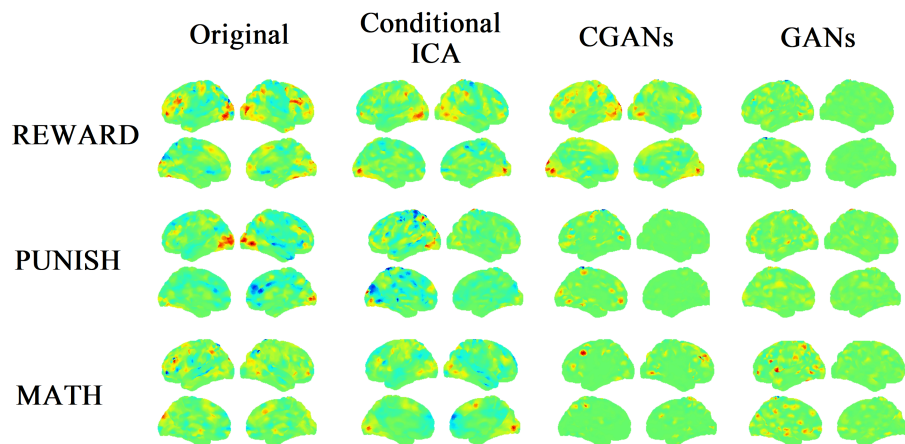 Original
Conditional
ICA
CGANs
GANs
REWARD
PUNISH
MATH